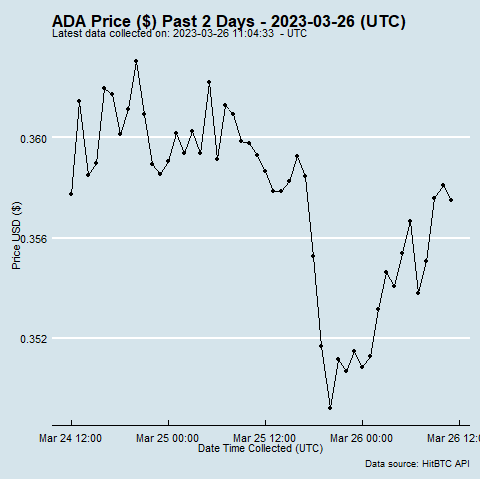 ADA Price ($) Past 2 Days - 2023-03-26 (UTC)
Latest data collected on: 2023-03-26 11:04:33  - UTC
0.360
0.356
0.352
Price USD ($)
Mar 24 12:00 Mar 25 00:00 Mar 25 12:00 Mar 26 00:00 Mar 26 12:0
Date Time Collected (UTC)
Data source: HitBTC API